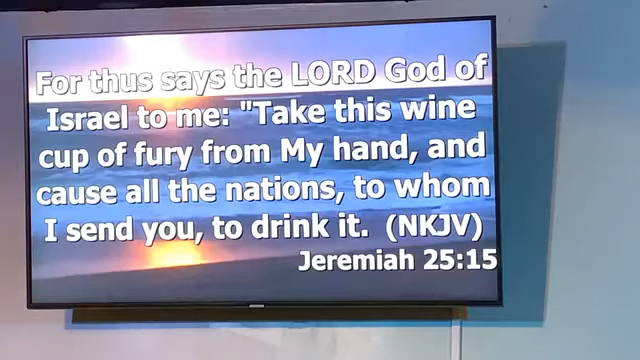 For thus says the LORD God of
Israel to me: "Take this wine
cup of fury from My hand, and
cause all the nations, to whom
I send you, to drink it. (NKJV)
Jeremiah 25:15